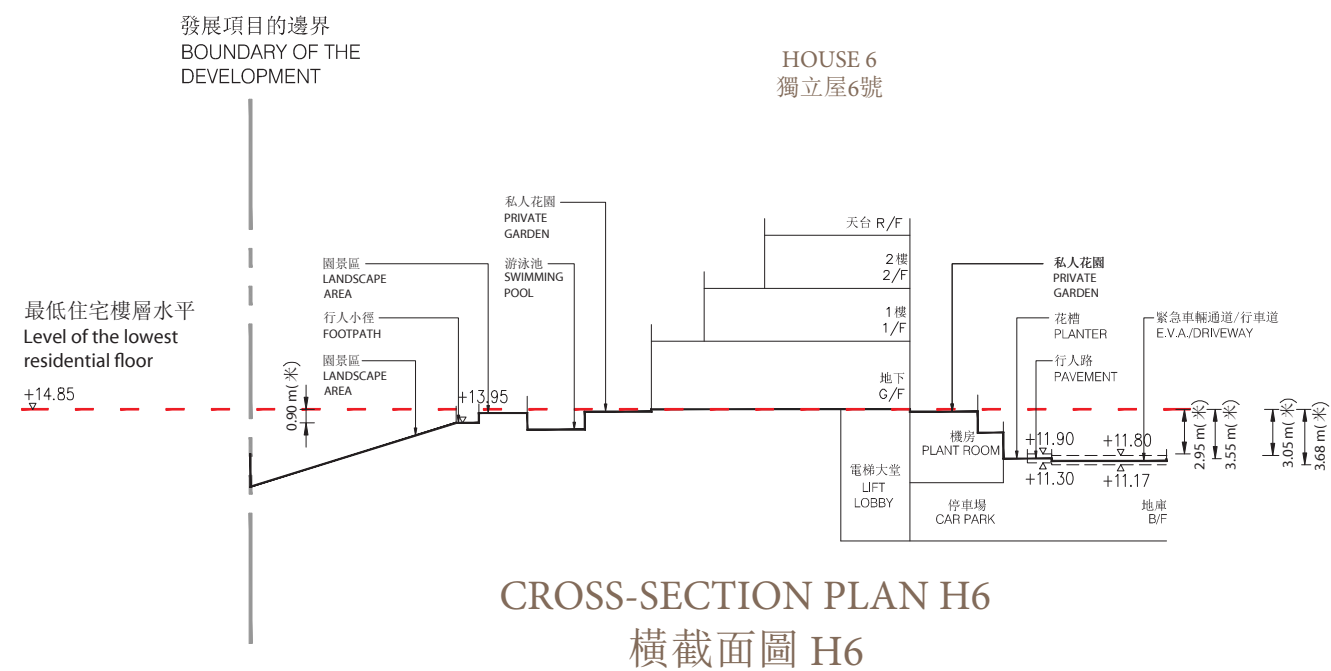 發展項目的邊界
BOUNDARY OF THE
DEVELOPMENT
HOUSE 6
獨立屋6號
最低住宅樓層水平
Level of the lowest
residential floor
+14.85
0.90 m(米)
園景區
LANDSCAPE
AREA
行人小徑
FOOTPATH
園景區
LANDSCAPE
AREA
+13.95
私人花園
PRIVATE
GARDEN
游泳池
SWIMMING
POOL
天台 R/F
2樓
2/F
1樓
1/F
地下
G/F
私人花園
PRIVATE
GARDEN
花槽
PLANTER
行人路
PAVEMENT
緊急車輛通道/行車道
E.V.A./DRIVEWAY
機房
PLANT ROOM
電梯大堂
LIFT
LOBBY
停車場
CAR PARK
地庫
B/F
+11.90
+11.80
+11.30
+11.17
2.95 m(米)
3.55 m(米)
3.05 m(米)
3.68 m(米)
CROSS-SECTION PLAN H6
橫截面圖 H6